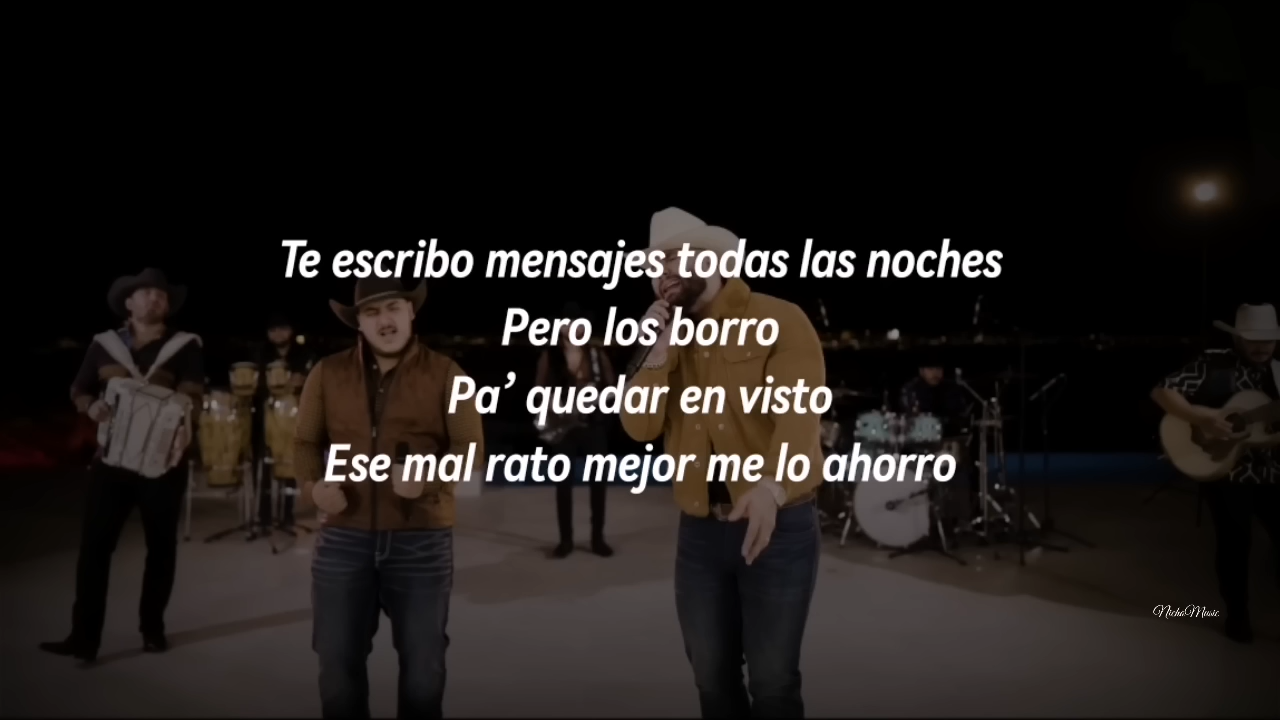 Te escribo mensajes todas las noches
Pero los borro
Pa’ quedar en visto
Ese mal rato mejor me lo ahorro
NichoMusic